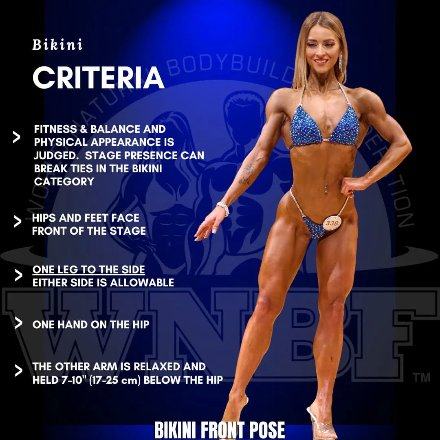 Bikini
CRITERIA
> FITNESS & BALANCE AND
PHYSICAL APPEARANCE IS
JUDGED. STAGE PRESENCE CAN
BREAK TIES IN THE BIKINI
CATEGORY
> HIPS AND FEET FACE
FRONT OF THE STAGE
> ONE LEG TO THE SIDE
EITHER SIDE IS ALLOWABLE
> ONE HAND ON THE HIP
> THE OTHER ARM IS RELAXED AND
HELD 7-10" (17-25 cm) BELOW THE HIP
BODYBUILD
WNBF
TM
BIKINI FRONT POSE